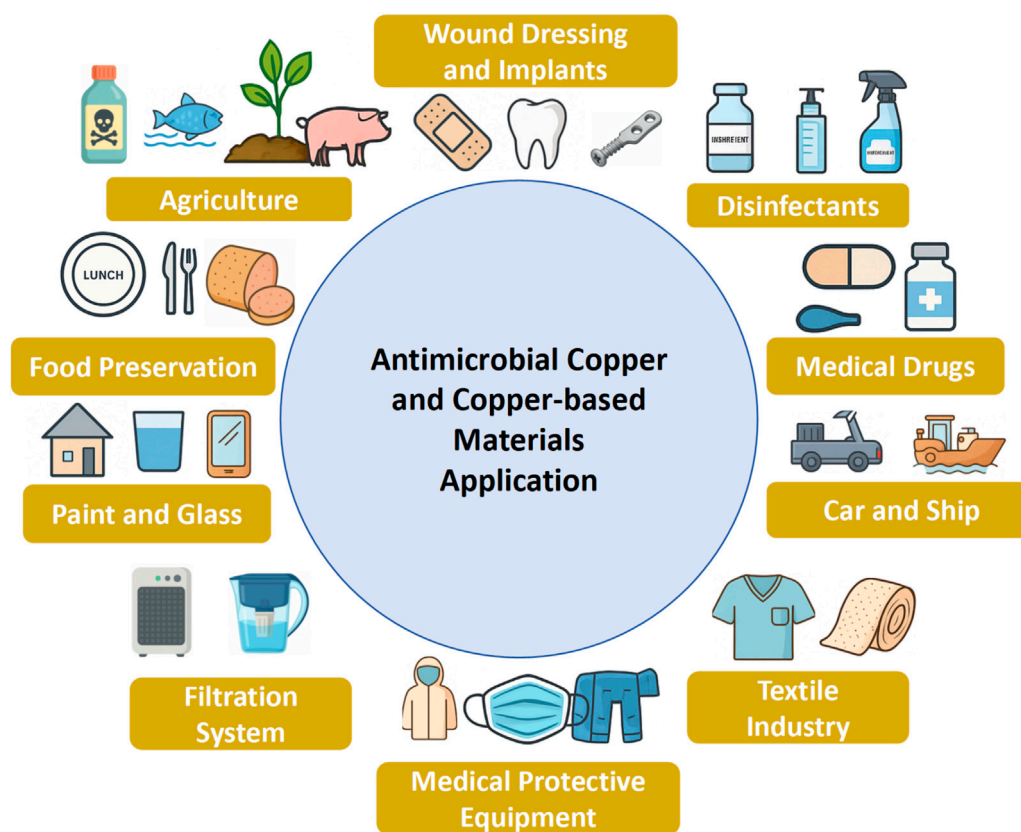 Wound Dressing
and Implants
Agriculture
INSHREIENT
Disinfectants
LUNCH
Food Preservation
Medical Drugs
Antimicrobial Copper
and Copper-based
Materials
Application
Paint and Glass
Car and Ship
Filtration
System
Textile
Industry
Medical Protective
Equipment